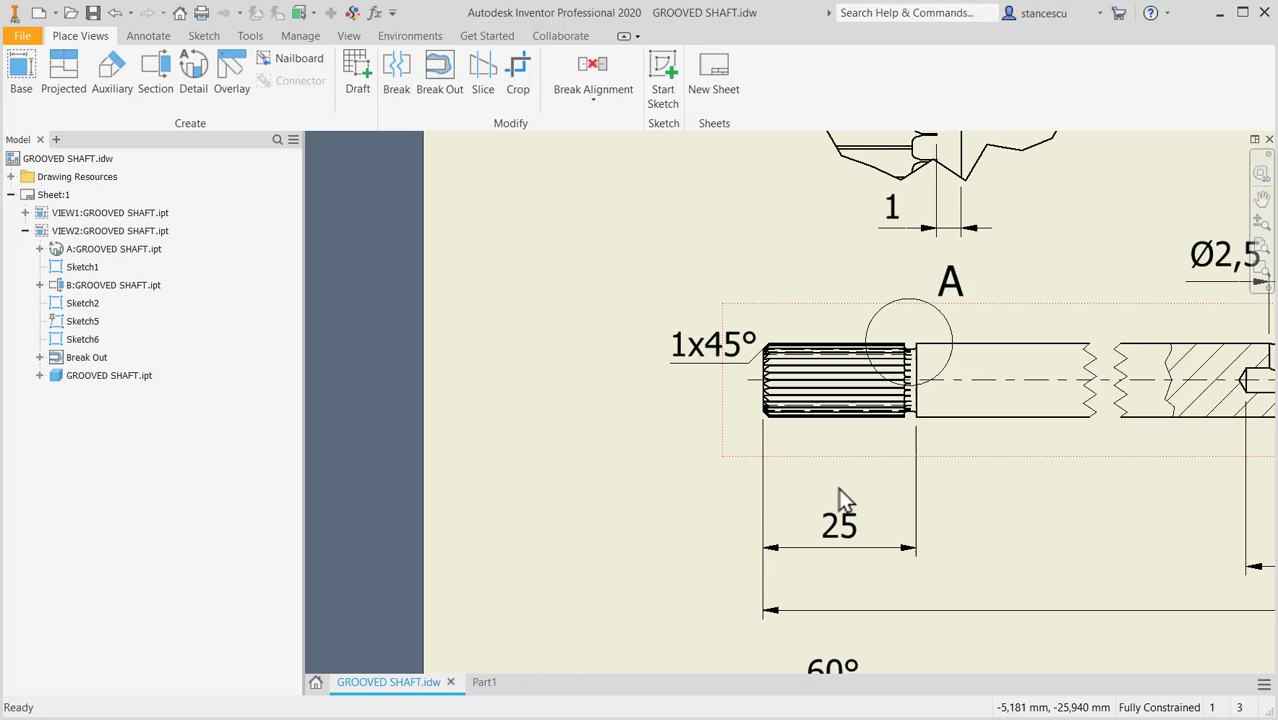 PRO
Autodesk Inventor Professional 2020 GROOVED SHAFT.idw
Search Help & Commands...
stancescu
File Place Views Annotate Sketch Tools Manage View Environments Get Started Collaborate
Base Projected Auxiliary Section Detail Overlay
Nailboard
Connector
Draft
Break Break Out Slice Crop
Break Alignment
Start
Sketch
New Sheet
Create
Modify
Sketch
Sheets
Model
GROOVED SHAFT.idw
Drawing Resources
Sheet:1
VIEW1:GROOVED SHAFT.ipt
VIEW2:GROOVED SHAFT.ipt
A:GROOVED SHAFT.ipt
Sketch1
B:GROOVED SHAFT.ipt
Sketch2
Sketch5
Sketch6
Break Out
GROOVED SHAFT.ipt
1
Ø2,5
A
1x45°
25
60°
GROOVED SHAFT.idw
Part1
Ready
-5,181 mm, -25,940 mm Fully Constrained 1 3